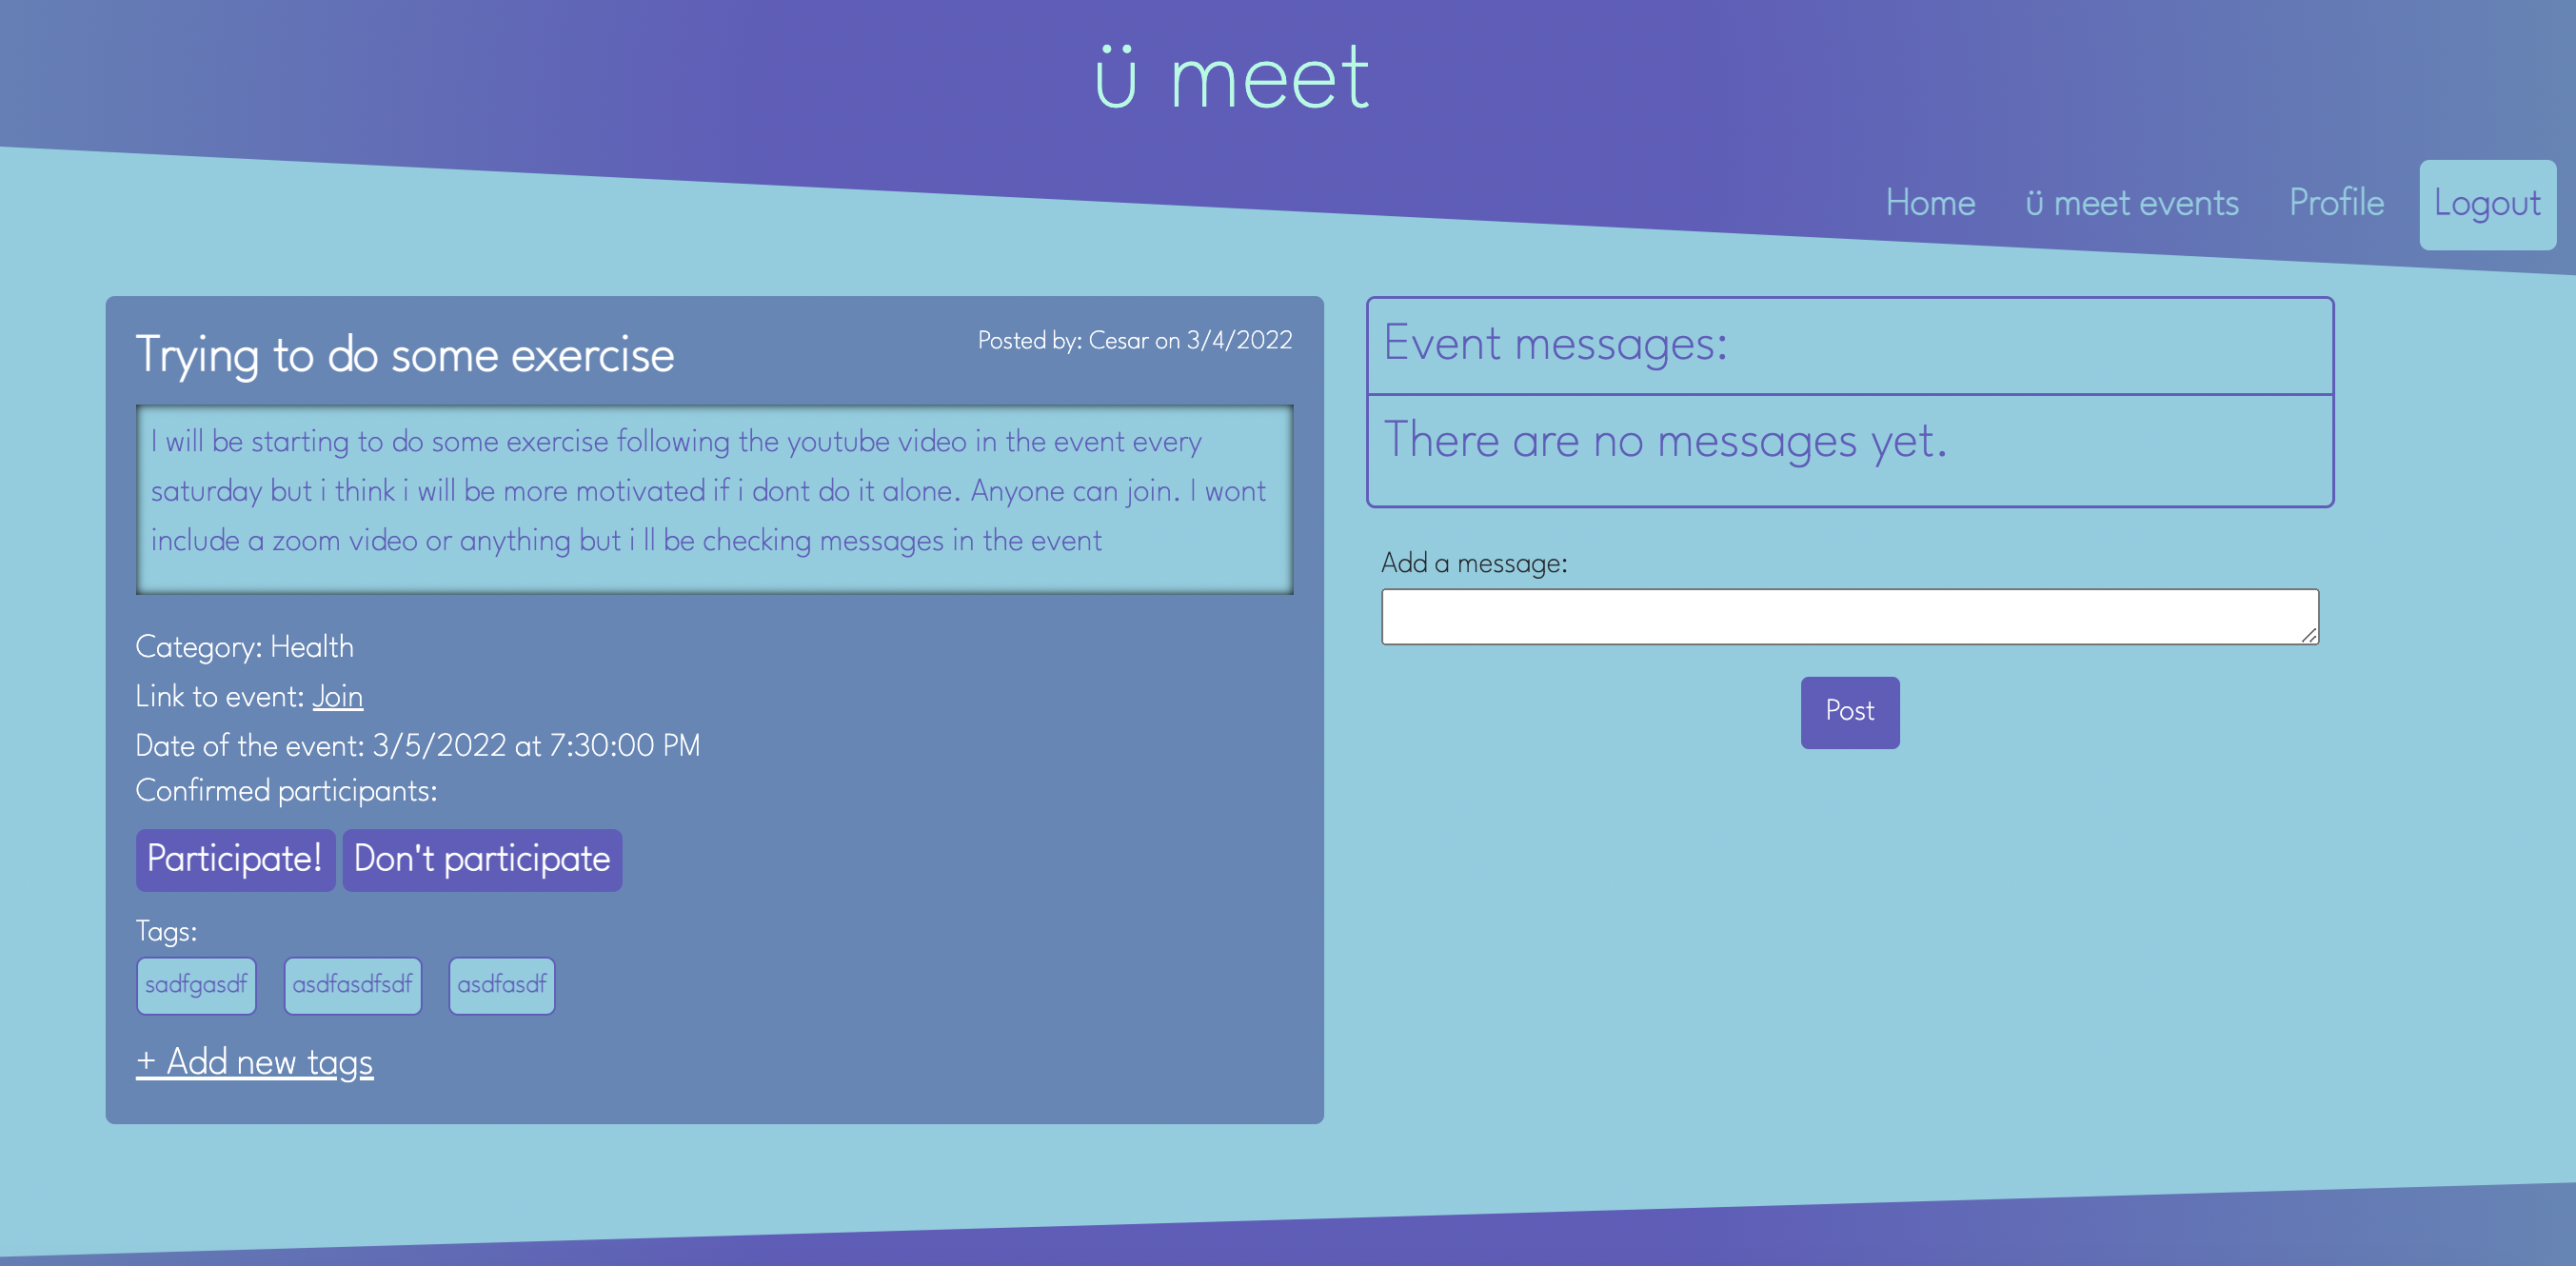 ü meet
Home ü meet events Profile Logout
Trying to do some exercise
Posted by: Cesar on 3/4/2022
I will be starting to do some exercise following the youtube video in the event every
saturday but i think i will be more motivated if i dont do it alone. Anyone can join. I wont
include a zoom video or anything but i ll be checking messages in the event
Category: Health
Link to event: Join
Date of the event: 3/5/2022 at 7:30:00 PM
Confirmed participants:
Participate! Don't participate
Tags:
sadfgasdf asdfasdfsdf asdfasdf
+ Add new tags
Event messages:
There are no messages yet.
Add a message:
Post